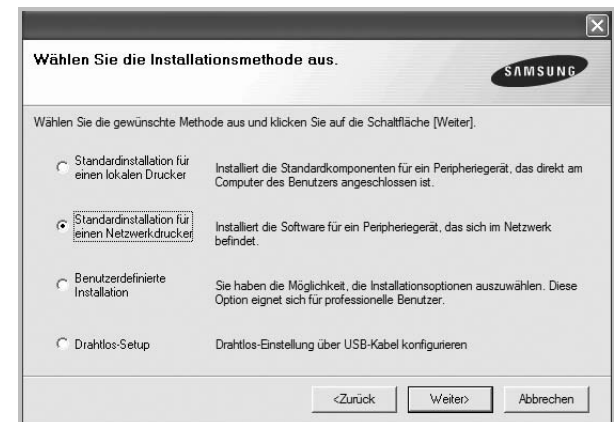 Wählen Sie die Installationsmethode aus.
SAMSUNG
Wählen Sie die gewünschte Methode aus und klicken Sie auf die Schaltfläche [Weiter].
Standardinstallation für
einen lokalen Drucker
Installiert die Standardkomponenten für ein Peripheriegerät, das direkt am
Computer des Benutzers angeschlossen ist.
Standardinstallation für
einen Netzwerkdrucker
Installiert die Software für ein Peripheriegerät, das sich im Netzwerk
befindet.
Benutzerdefinierte
Installation
Sie haben die Möglichkeit, die Installationsoptionen auszuwählen. Diese
Option eignet sich für professionelle Benutzer.
Drahtlos-Setup
Drahtlos-Einstellung über USB-Kabel konfigurieren
<Zurück
Weiter>
Abbrechen